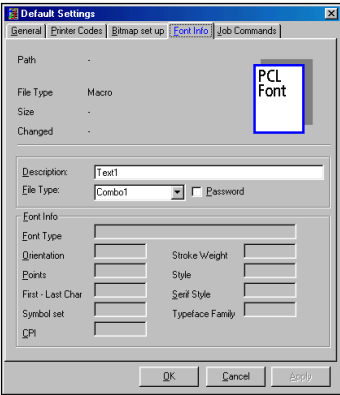 Default Settings
General Printer Codes Bitmap set up Font Info Job Commands
Path -
PCL
Font
File Type Macro
Size -
Changed -
Description: Text1
File Type: Combo1 Password
Font Info
Font Type
Orientation Stroke Weight
Points Style
First - Last Char Serif Style
Symbol set Typeface Family
CPI
OK Cancel Apply